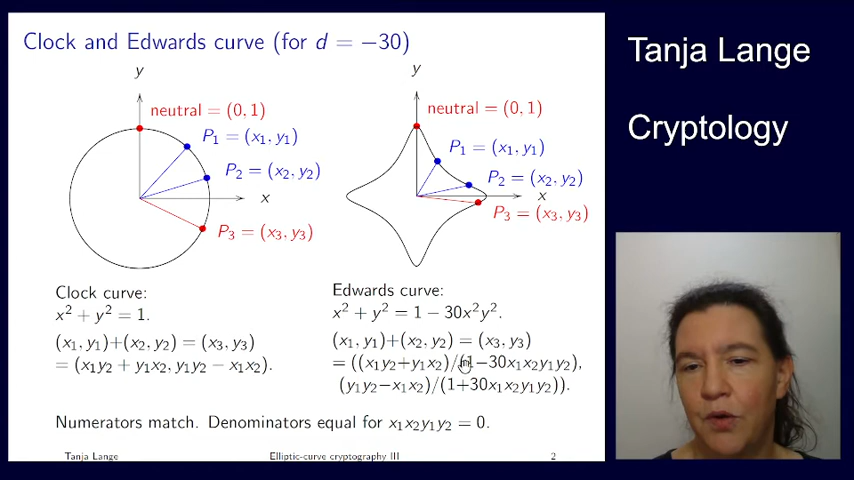 Clock and Edwards curve (for d = −30)
y
neutral = (0, 1)
P₁ = (x₁, y₁)
P₂ = (x₂, y₂)
x
P₃ = (x₃, y₃)
y
neutral = (0, 1)
P₁ = (x₁, y₁)
P₂ = (x₂, y₂)
x
P₃ = (x₃, y₃)
Clock curve:
x² + y² = 1.
(x₁, y₁)+(x₂, y₂) = (x₃, y₃)
= (x₁y₂ + y₁x₂, y₁y₂ − x₁x₂).
Edwards curve:
x² + y² = 1 − 30x²y².
(x₁, y₁)+(x₂, y₂) = (x₃, y₃)
= ((x₁y₂+y₁x₂)/(1−30x₁x₂y₁y₂),
(y₁y₂−x₁x₂)/(1+30x₁x₂y₁y₂)).
Numerators match. Denominators equal for x₁x₂y₁y₂ = 0.
Tanja Lange
Elliptic-curve cryptography III
2
Tanja Lange
Cryptology